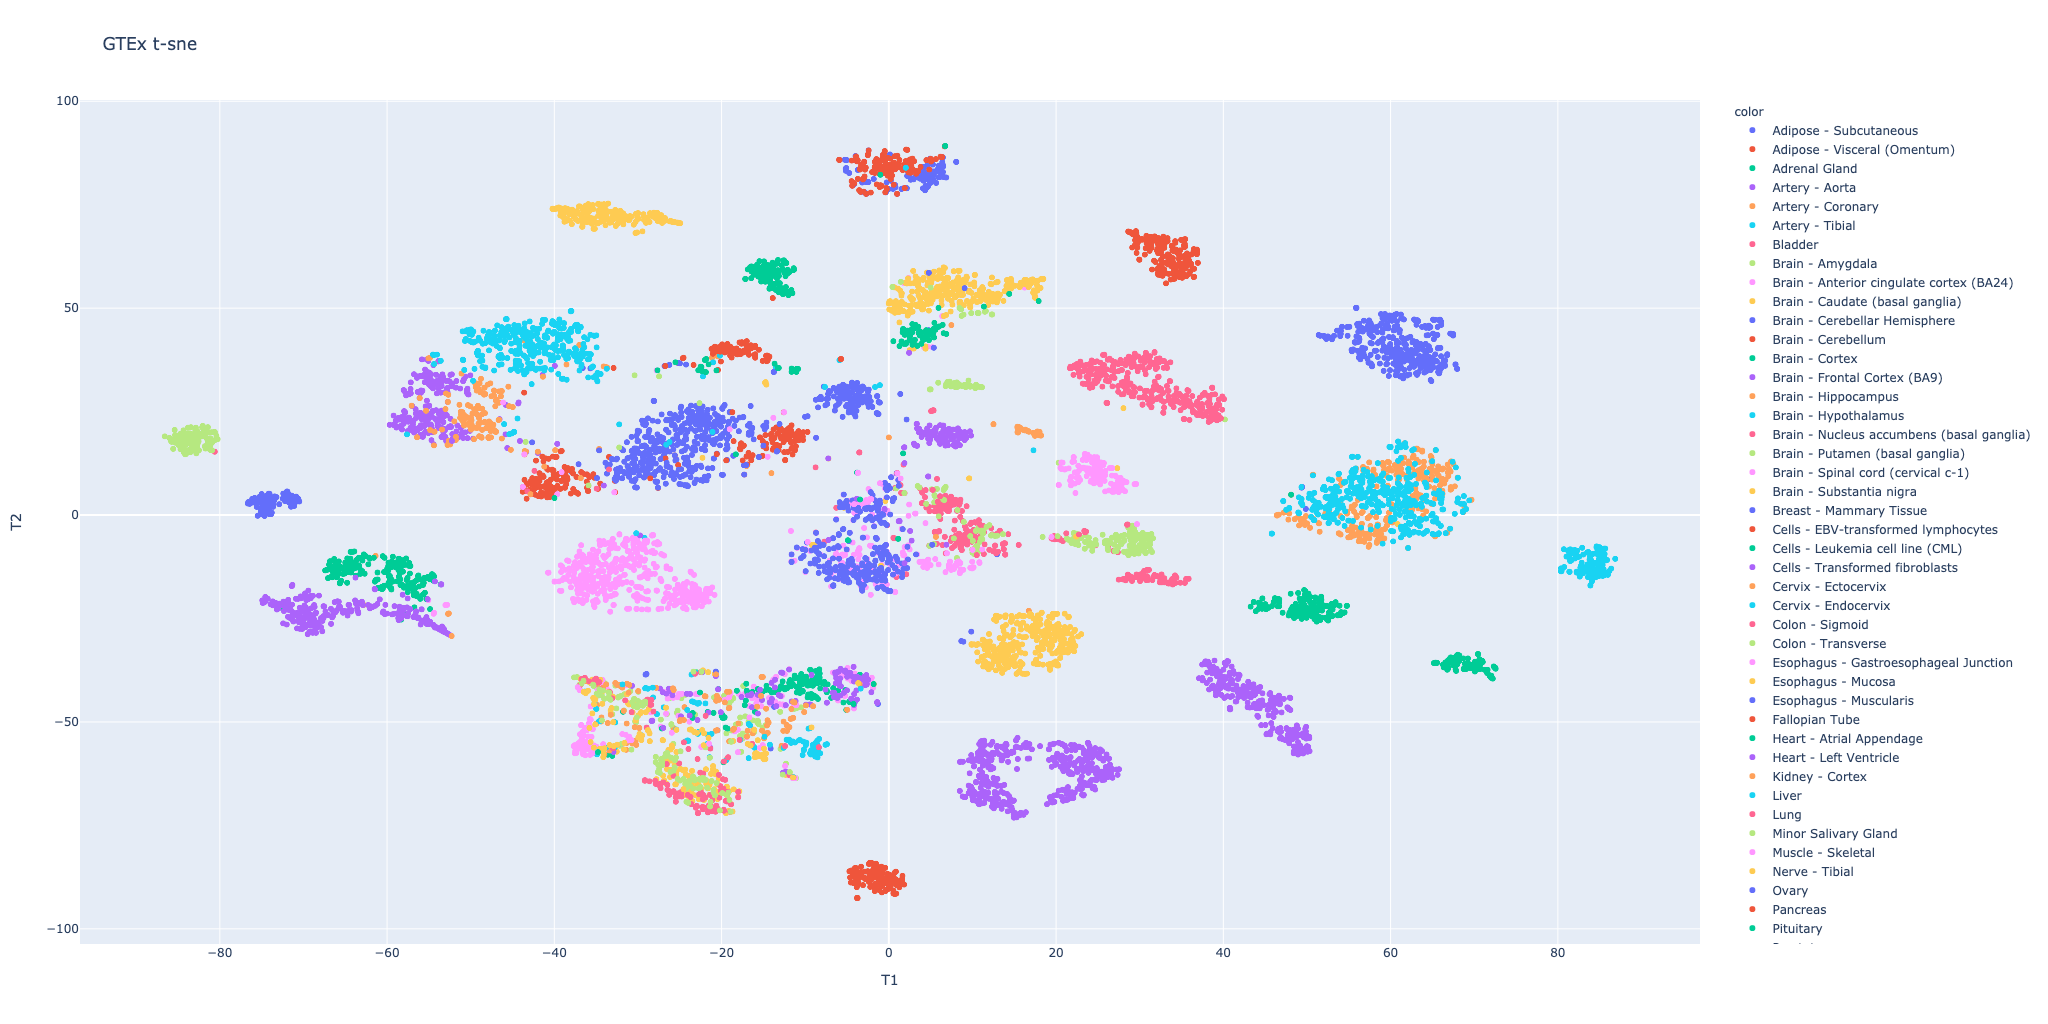 GTEx t-sne
100
50
0
−50
−100
T2
−80
−60
−40
−20
0
20
40
60
80
T1
color
Adipose - Subcutaneous
Adipose - Visceral (Omentum)
Adrenal Gland
Artery - Aorta
Artery - Coronary
Artery - Tibial
Bladder
Brain - Amygdala
Brain - Anterior cingulate cortex (BA24)
Brain - Caudate (basal ganglia)
Brain - Cerebellar Hemisphere
Brain - Cerebellum
Brain - Cortex
Brain - Frontal Cortex (BA9)
Brain - Hippocampus
Brain - Hypothalamus
Brain - Nucleus accumbens (basal ganglia)
Brain - Putamen (basal ganglia)
Brain - Spinal cord (cervical c-1)
Brain - Substantia nigra
Breast - Mammary Tissue
Cells - EBV-transformed lymphocytes
Cells - Leukemia cell line (CML)
Cells - Transformed fibroblasts
Cervix - Ectocervix
Cervix - Endocervix
Colon - Sigmoid
Colon - Transverse
Esophagus - Gastroesophageal Junction
Esophagus - Mucosa
Esophagus - Muscularis
Fallopian Tube
Heart - Atrial Appendage
Heart - Left Ventricle
Kidney - Cortex
Liver
Lung
Minor Salivary Gland
Muscle - Skeletal
Nerve - Tibial
Ovary
Pancreas
Pituitary